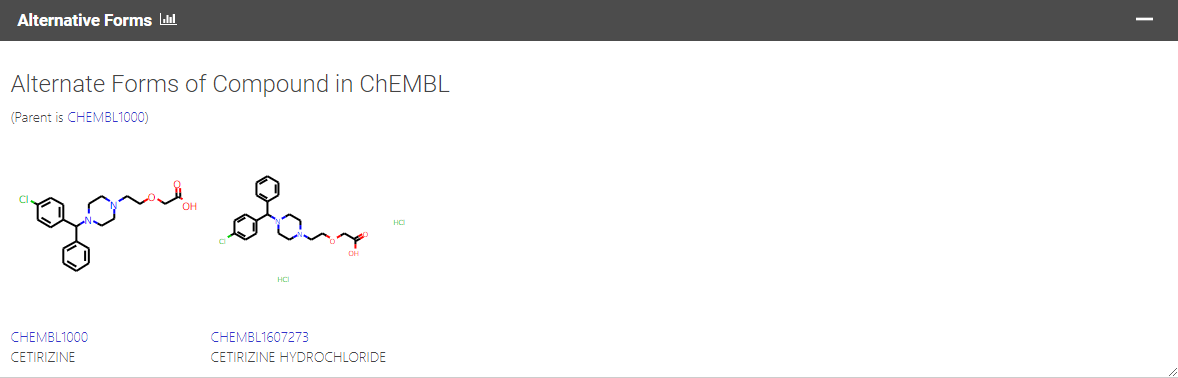 Alternative Forms
Alternate Forms of Compound in ChEMBL
(Parent is CHEMBL1000)
Cl
N
N
O
O
OH
Cl
N
N
O
O
OH
HCl
HCl
CHEMBL1000
CETIRIZINE
CHEMBL1607273
CETIRIZINE HYDROCHLORIDE